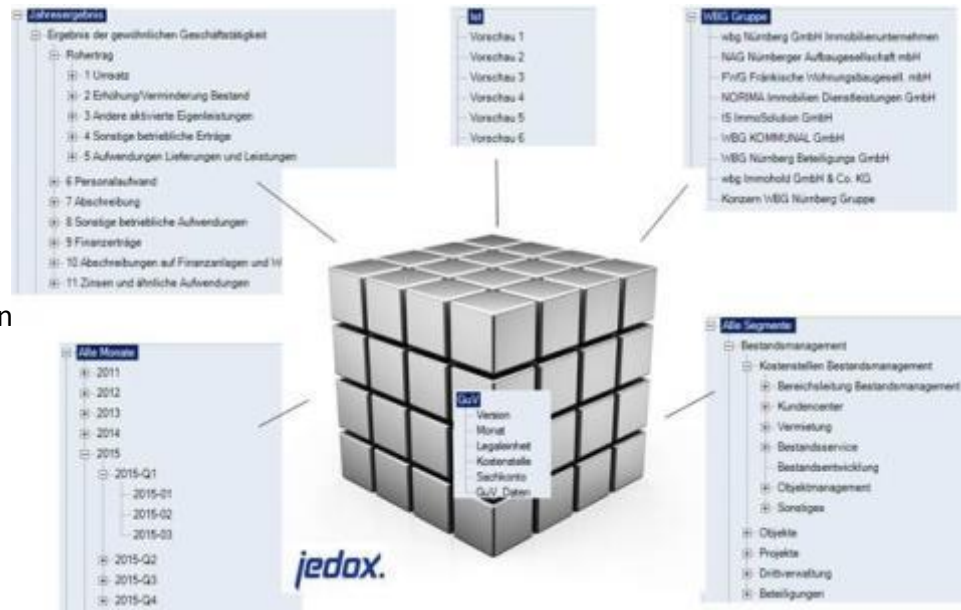 Jahresergebnis
Ergebnis der gewöhnlichen Geschäftstätigkeit
Rohertrag
1 Umsatz
2 Erhöhung/Verminderung Bestand
3 Andere aktivierte Eigenleistungen
4 Sonstige betriebliche Erträge
5 Aufwendungen Lieferungen und Leistungen
6 Personalaufwand
7 Abschreibung
8 Sonstige betriebliche Aufwendungen
9 Finanzerträge
10 Abschreibungen auf Finanzanlagen und W
11 Zinsen und ähnliche Aufwendungen
Ist
Vorschau 1
Vorschau 2
Vorschau 3
Vorschau 4
Vorschau 5
Vorschau 6
WBG Gruppe
wbg Nürnberg GmbH Immobilienunternehmen
NAG Nürnberger Aufbaugesellschaft mbH
FWG Fränkische Wohnungsbaugesell. mbH
NORIMA Immobilien Dienstleistungen GmbH
IS ImmoSolution GmbH
WBG KOMMUNAL GmbH
WBG Nürnberg Beteiligungs GmbH
wbg Immohold GmbH & Co. KG
Konzern WBG Nürnberg Gruppe
n
Alle Monate
2011
2012
2013
2014
2015
2015-Q1
2015-01
2015-02
2015-03
2015-Q2
2015-Q3
2015-Q4
GuV
Version
Monat
Legaleinheit
Kostenstelle
Sachkonto
GuV_Daten
jedox.
Alle Segmente
Bestandsmanagement
Kostenstellen Bestandsmanagement
Bereichsleitung Bestandsmanagement
Kundencenter
Vermietung
Bestandsservice
Bestandsentwicklung
Objektmanagement
Sonstiges
Objekte
Projekte
Drittverwaltung
Beteiligungen